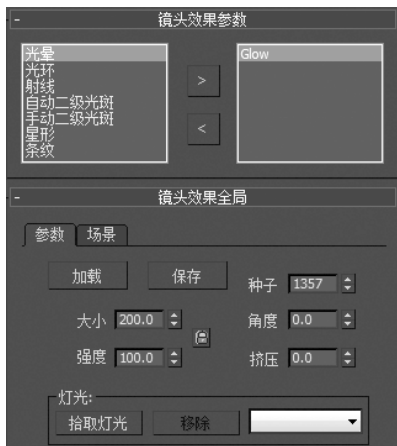 - 镜头效果参数
光晕
光环
射线
自动二级光斑
手动二级光斑
星形
条纹
>
<
Glow
- 镜头效果全局
参数 场景
加载 保存 种子 1357
大小 200.0 角度 0.0
强度 100.0 挤压 0.0
灯光:
拾取灯光 移除